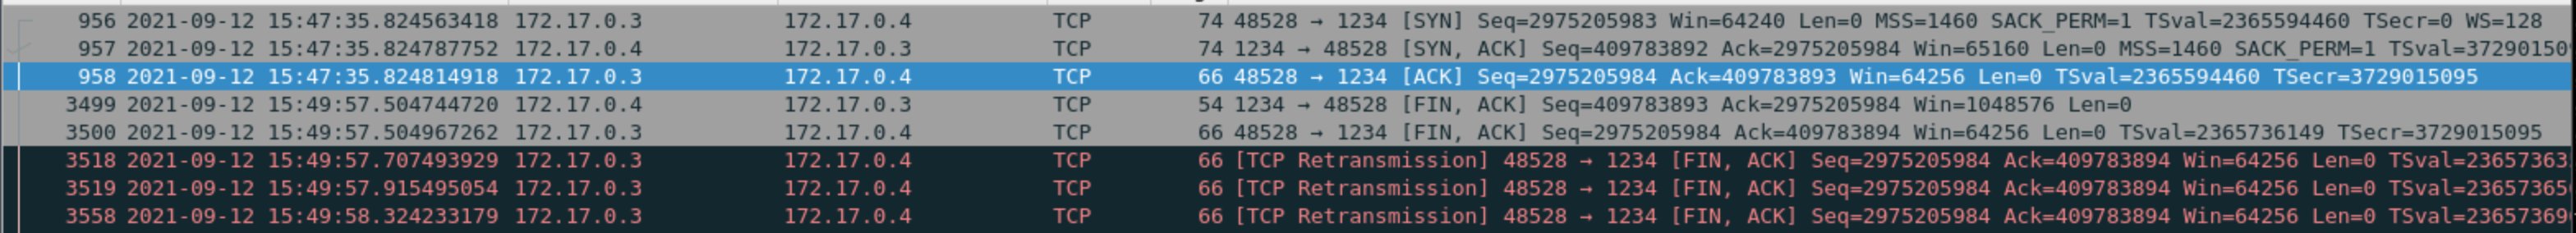 956 2021-09-12 15:47:35.824563418 172.17.0.3 172.17.0.4 TCP 74 48528 → 1234 [SYN] Seq=2975205983 Win=64240 Len=0 MSS=1460 SACK_PERM=1 TSval=2365594460 TSecr=0 WS=128
957 2021-09-12 15:47:35.824787752 172.17.0.4 172.17.0.3 TCP 74 1234 → 48528 [SYN, ACK] Seq=409783892 Ack=2975205984 Win=65160 Len=0 MSS=1460 SACK_PERM=1 TSval=37290150
958 2021-09-12 15:47:35.824814918 172.17.0.3 172.17.0.4 TCP 66 48528 → 1234 [ACK] Seq=2975205984 Ack=409783893 Win=64256 Len=0 TSval=2365594460 TSecr=3729015095
3499 2021-09-12 15:49:57.504744720 172.17.0.4 172.17.0.3 TCP 54 1234 → 48528 [FIN, ACK] Seq=409783893 Ack=2975205984 Win=1048576 Len=0
3500 2021-09-12 15:49:57.504967262 172.17.0.3 172.17.0.4 TCP 66 48528 → 1234 [FIN, ACK] Seq=2975205984 Ack=409783894 Win=64256 Len=0 TSval=2365736149 TSecr=3729015095
3518 2021-09-12 15:49:57.707493929 172.17.0.3 172.17.0.4 TCP 66 [TCP Retransmission] 48528 → 1234 [FIN, ACK] Seq=2975205984 Ack=409783894 Win=64256 Len=0 TSval=23657363
3519 2021-09-12 15:49:57.915495054 172.17.0.3 172.17.0.4 TCP 66 [TCP Retransmission] 48528 → 1234 [FIN, ACK] Seq=2975205984 Ack=409783894 Win=64256 Len=0 TSval=23657365
3558 2021-09-12 15:49:58.324233179 172.17.0.3 172.17.0.4 TCP 66 [TCP Retransmission] 48528 → 1234 [FIN, ACK] Seq=2975205984 Ack=409783894 Win=64256 Len=0 TSval=23657369